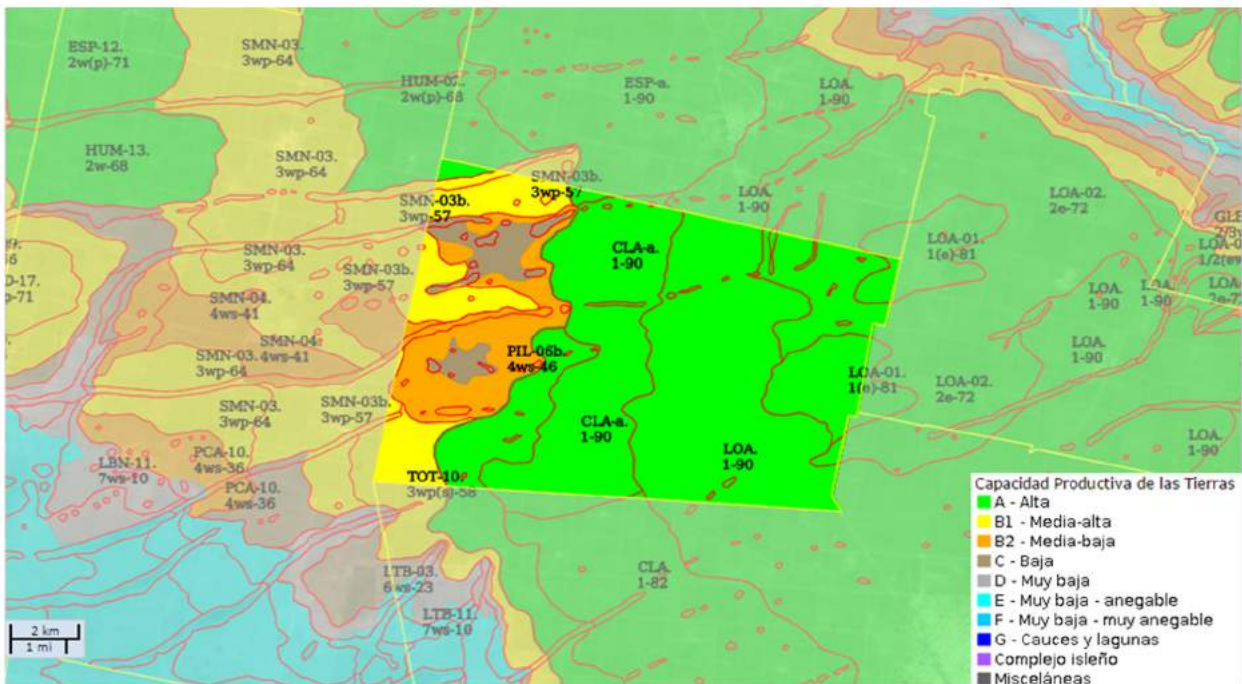 ESP-12.
2w(p)-71
SMN-03.
3wp-64
HUM-07.
2w(p)-68
ESP-a.
1-90
LOA.
1-90
HUM-13.
2w-68
SMN-03.
3wp-64
SMN-03b.
3wp-57
SMN-03b.
3wp-57
LOA.
1-90
LOA-02.
2e-72
LOA-01.
1(e)-81
SMN-03.
3wp-64
SMN-03b.
3wp-57
CLA-a.
1-90
SMN-04.
4ws-41
LOA.
1-90
LOA.
1-90
SMN-04.
4ws-41
SMN-03.
3wp-64
PIL-06b.
4ws-46
LOA.
1-90
LOA-01.
1(e)-81
LOA-02.
2e-72
SMN-03.
3wp-64
SMN-03b.
3wp-57
CLA-a.
1-90
LOA.
1-90
LOA.
1-90
PCA-10.
4ws-36
LBN-11.
7ws-10
PCA-10.
4ws-36
TOT-10.
3wp(s)-58
LTB-03.
6ws-23
CLA.
1-82
LTB-11.
7ws-10
2 km
1 mi
Capacidad Productiva de las Tierras
A - Alta
B1 - Media-alta
B2 - Media-baja
C - Baja
D - Muy baja
E - Muy baja - anegable
F - Muy baja - muy anegable
G - Cauces y lagunas
Complejo isleño
Misceláneas